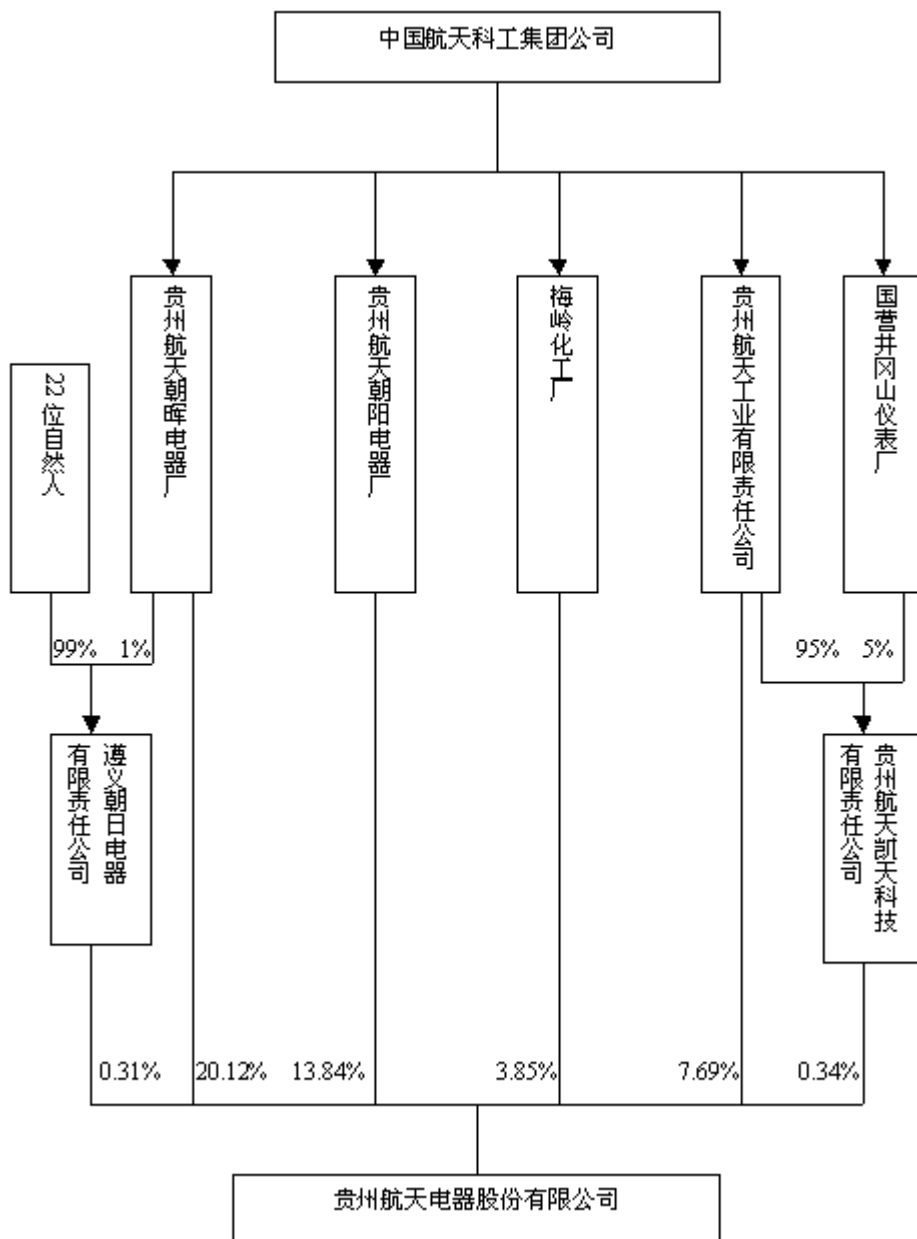 中国航天科工集团公司
22位自然人
贵州航天朝晖电器厂
贵州航天朝阳电器厂
梅岭化工厂
贵州航天工业有限责任公司
国营井冈山仪表厂
99%
1%
95%
5%
遵义朝日电器
有限责任公司
贵州航天凯天科技
有限责任公司
0.31%
20.12%
13.84%
3.85%
7.69%
0.34%
贵州航天电器股份有限公司